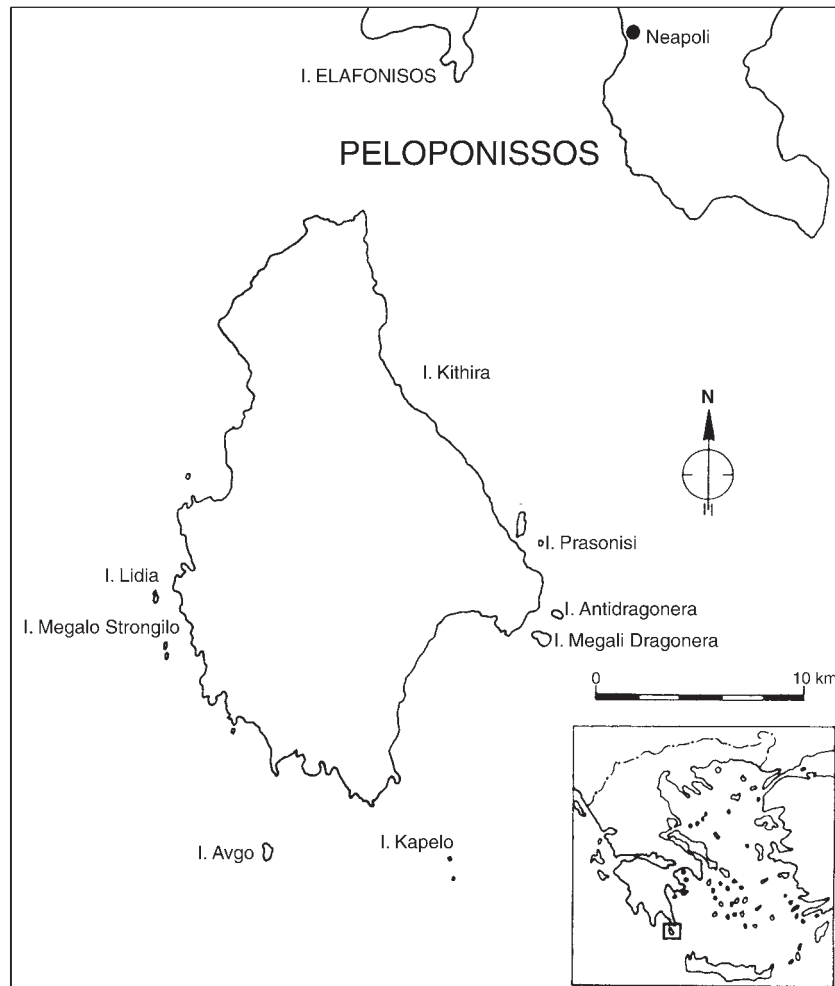 Neapoli
I. ELAFONISOS
PELOPONISSOS
I. Kithira
N
I. Prasonisi
I. Lidia
I. Antidragonera
I. Megalo Strongilo
I. Megali Dragonera
0 10 km
I. Kapelo
I. Avgo